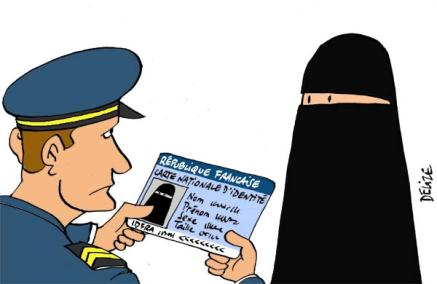 RÉPUBLIQUE FRANÇAISE
CARTE NATIONALE D'IDENTITÉ
Nom
Prénom
Sexe
Taille
IDFRA <<<<<<<<<
DELIZE